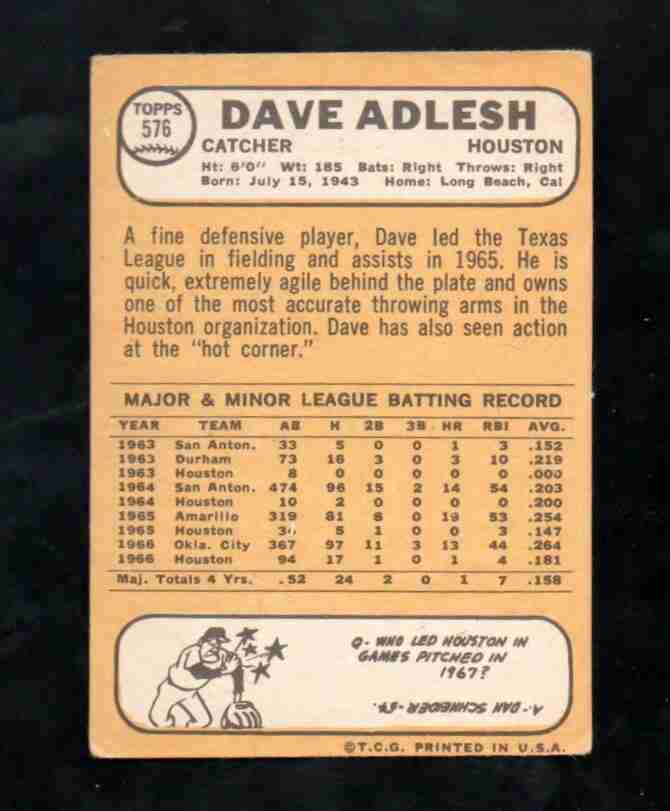 TOPPS
576
DAVE ADLESH
CATCHER HOUSTON
Ht: 6'0" Wt: 185 Bats: Right Throws: Right
Born: July 15, 1943 Home: Long Beach, Cal
A fine defensive player, Dave led the Texas
League in fielding and assists in 1965. He is
quick, extremely agile behind the plate and owns
one of the most accurate throwing arms in the
Houston organization. Dave has also seen action
at the "hot corner."
MAJOR & MINOR LEAGUE BATTING RECORD
YEAR TEAM AB H 2B 3B HR RBI AVG.
1963 San Anton. 33 5 0 0 1 3 .152
1963 Durham 73 16 3 0 3 10 .219
1963 Houston 8 0 0 0 0 0 .000
1964 San Anton. 474 96 15 2 14 54 .203
1964 Houston 10 2 0 0 0 0 .200
1965 Amarillo 319 81 8 0 19 53 .254
1965 Houston 34 5 1 0 0 3 .147
1966 Okla. City 367 97 11 3 13 44 .264
1966 Houston 94 17 1 0 1 4 .181
Maj. Totals 4 Yrs. 152 24 2 0 1 7 .158
Q- WHO LED HOUSTON IN
GAMES PITCHED IN
1967?
A- DAN SCHNEIDER-54.
©T.C.G. PRINTED IN U.S.A.